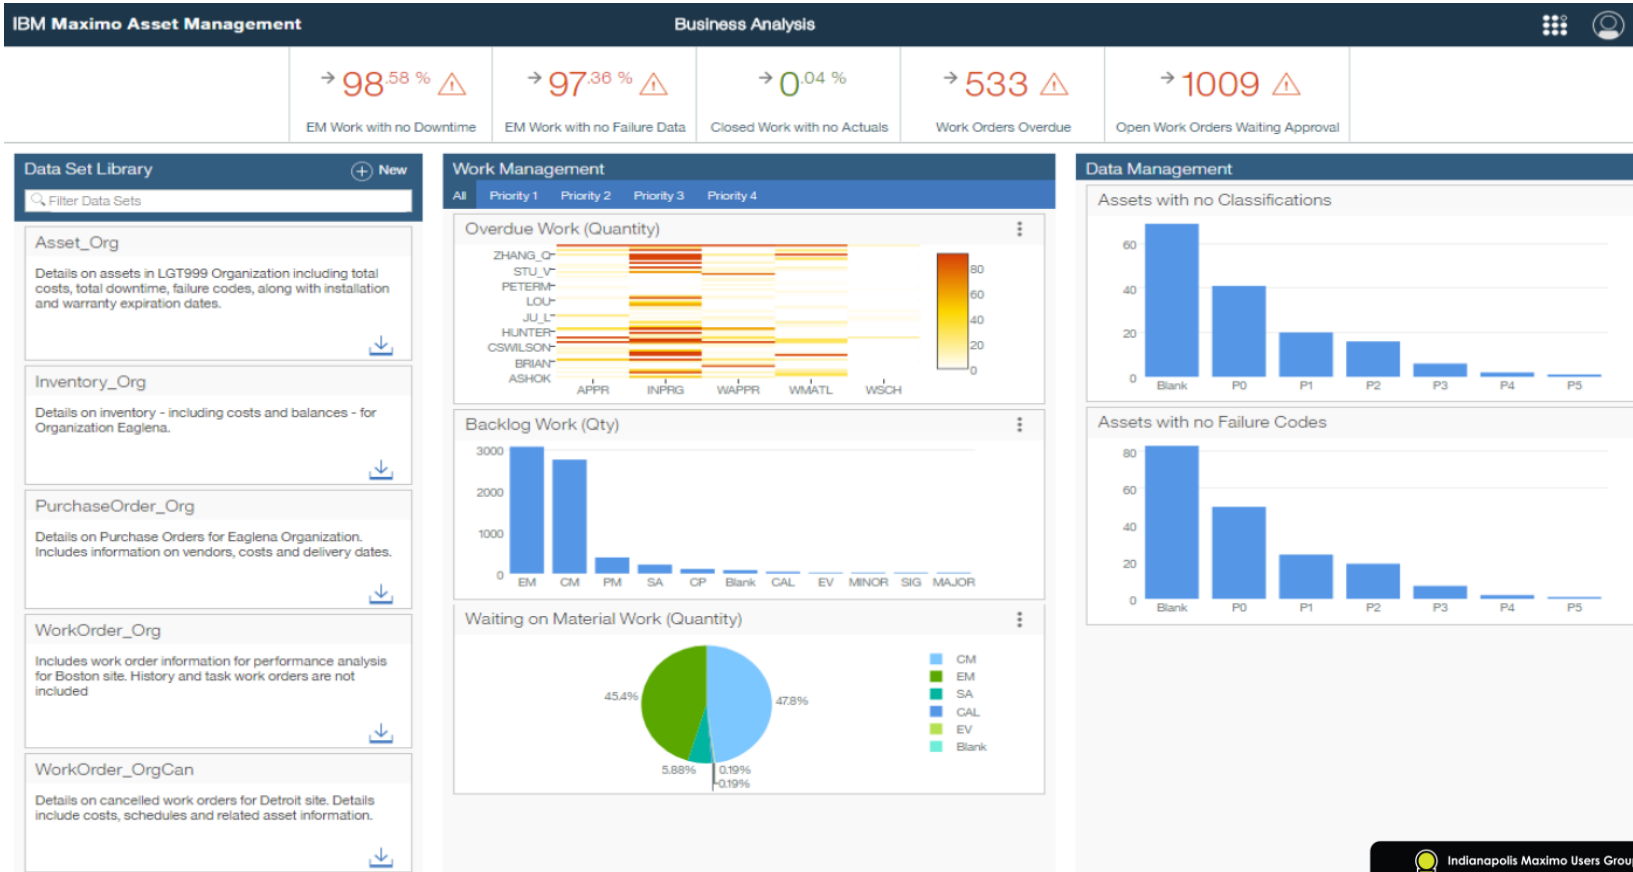 IBM Maximo Asset Management
Business Analysis
98.58 %
EM Work with no Downtime
97.36 %
EM Work with no Failure Data
0.04 %
Closed Work with no Actuals
533
Work Orders Overdue
1009
Open Work Orders Waiting Approval
Data Set Library
New
Filter Data Sets
Asset_Org
Details on assets in LGT999 Organization including total
costs, total downtime, failure codes, along with installation
and warranty expiration dates.
Inventory_Org
Details on inventory - including costs and balances - for
Organization Eaglena.
PurchaseOrder_Org
Details on Purchase Orders for Eaglena Organization.
Includes information on vendors, costs and delivery dates.
WorkOrder_Org
Includes work order information for performance analysis
for Boston site. History and task work orders are not
included
WorkOrder_OrgCan
Details on cancelled work orders for Detroit site. Details
include costs, schedules and related asset information.
Work Management
All Priority 1 Priority 2 Priority 3 Priority 4
Overdue Work (Quantity)
ZHANG_Q
STU_V
PETERM
LOU
JU_L
HUNTER
CSWILSON
BRIAN
ASHOK
APPR INPRG WAPPR WMATL WSCH
80
60
40
20
0
Backlog Work (Qty)
3000
2000
1000
0
EM CM PM SA CP Blank CAL EV MINOR SIG MAJOR
Waiting on Material Work (Quantity)
45.4%
47.8%
5.88%
0.19%
0.19%
CM
EM
SA
CAL
EV
Blank
Data Management
Assets with no Classifications
60
40
20
0
Blank P0 P1 P2 P3 P4 P5
Assets with no Failure Codes
80
60
40
20
0
Blank P0 P1 P2 P3 P4 P5
Indianapolis Maximo Users Group